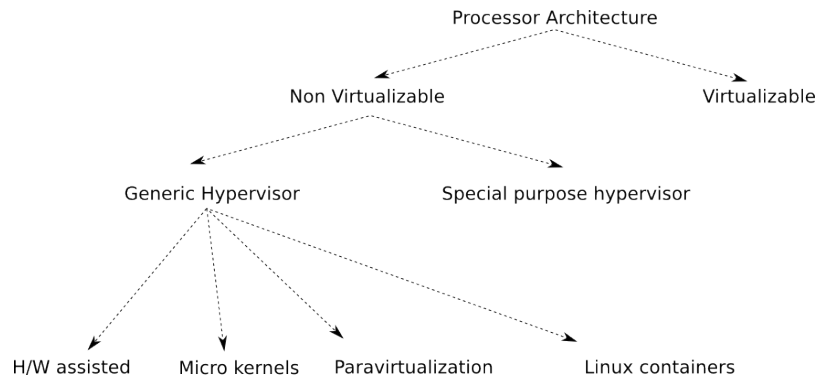 Processor Architecture
Non Virtualizable
Virtualizable
Generic Hypervisor
Special purpose hypervisor
H/W assisted
Micro kernels
Paravirtualization
Linux containers